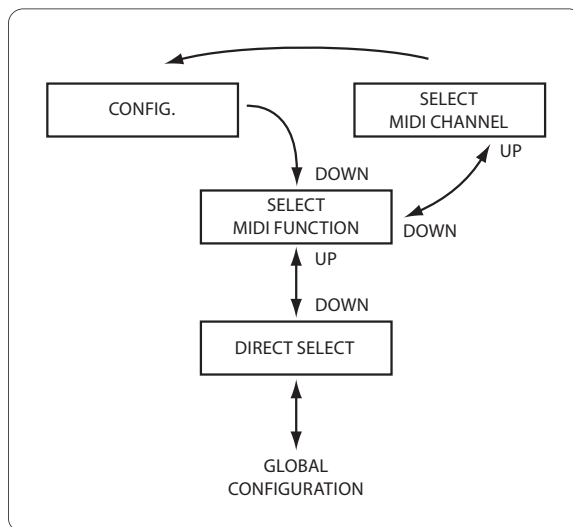 CONFIG.
SELECT
MIDI CHANNEL
UP
DOWN
SELECT
MIDI FUNCTION
DOWN
UP
DOWN
DIRECT SELECT
GLOBAL
CONFIGURATION